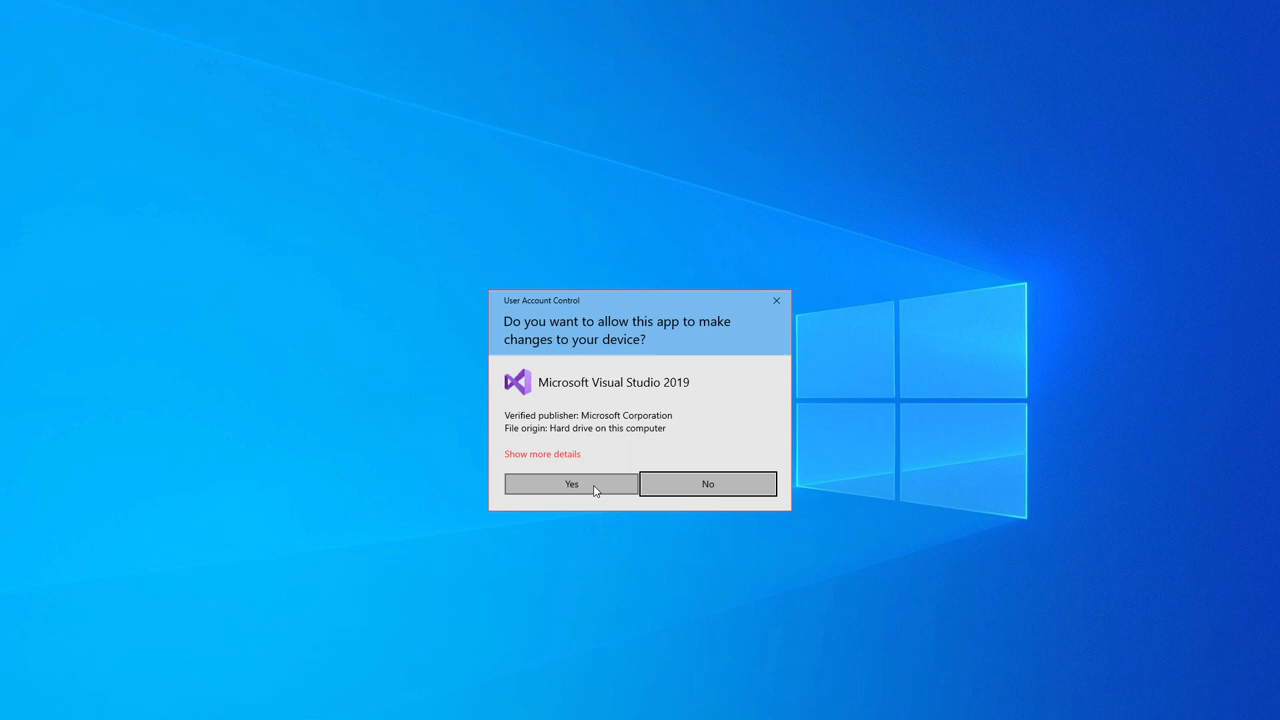 User Account Control
Do you want to allow this app to make
changes to your device?
Microsoft Visual Studio 2019
Verified publisher: Microsoft Corporation
File origin: Hard drive on this computer
Show more details
Yes
No